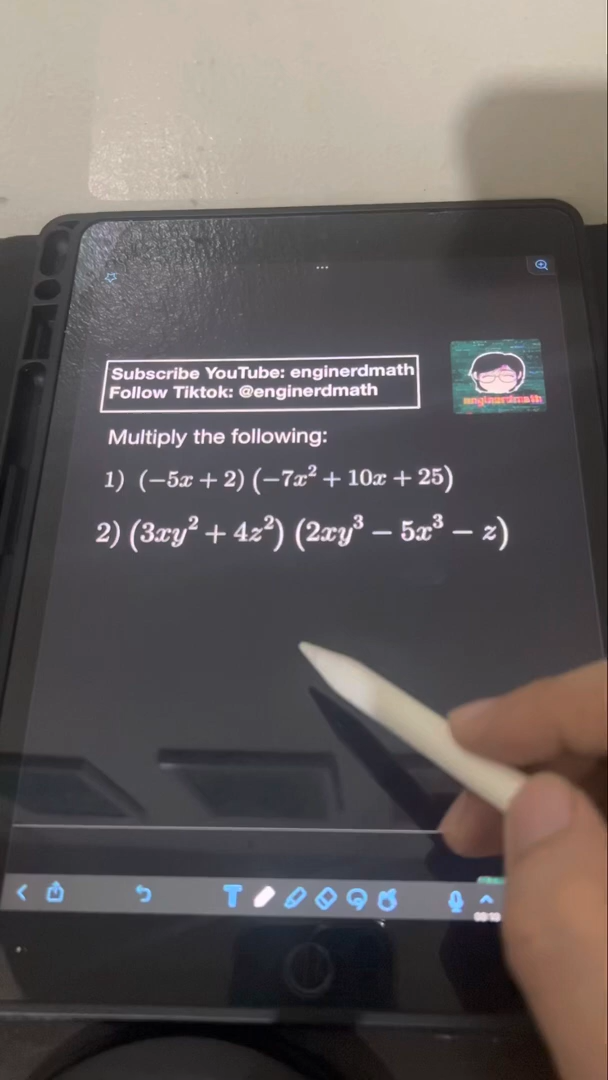 Subscribe YouTube: enginerdmath
Follow Tiktok: @enginerdmath
enginerdmath
Multiply the following:
1) (−5x + 2) (−7x² + 10x + 25)
2) (3xy² + 4z²) (2xy³ − 5x³ − z)
T